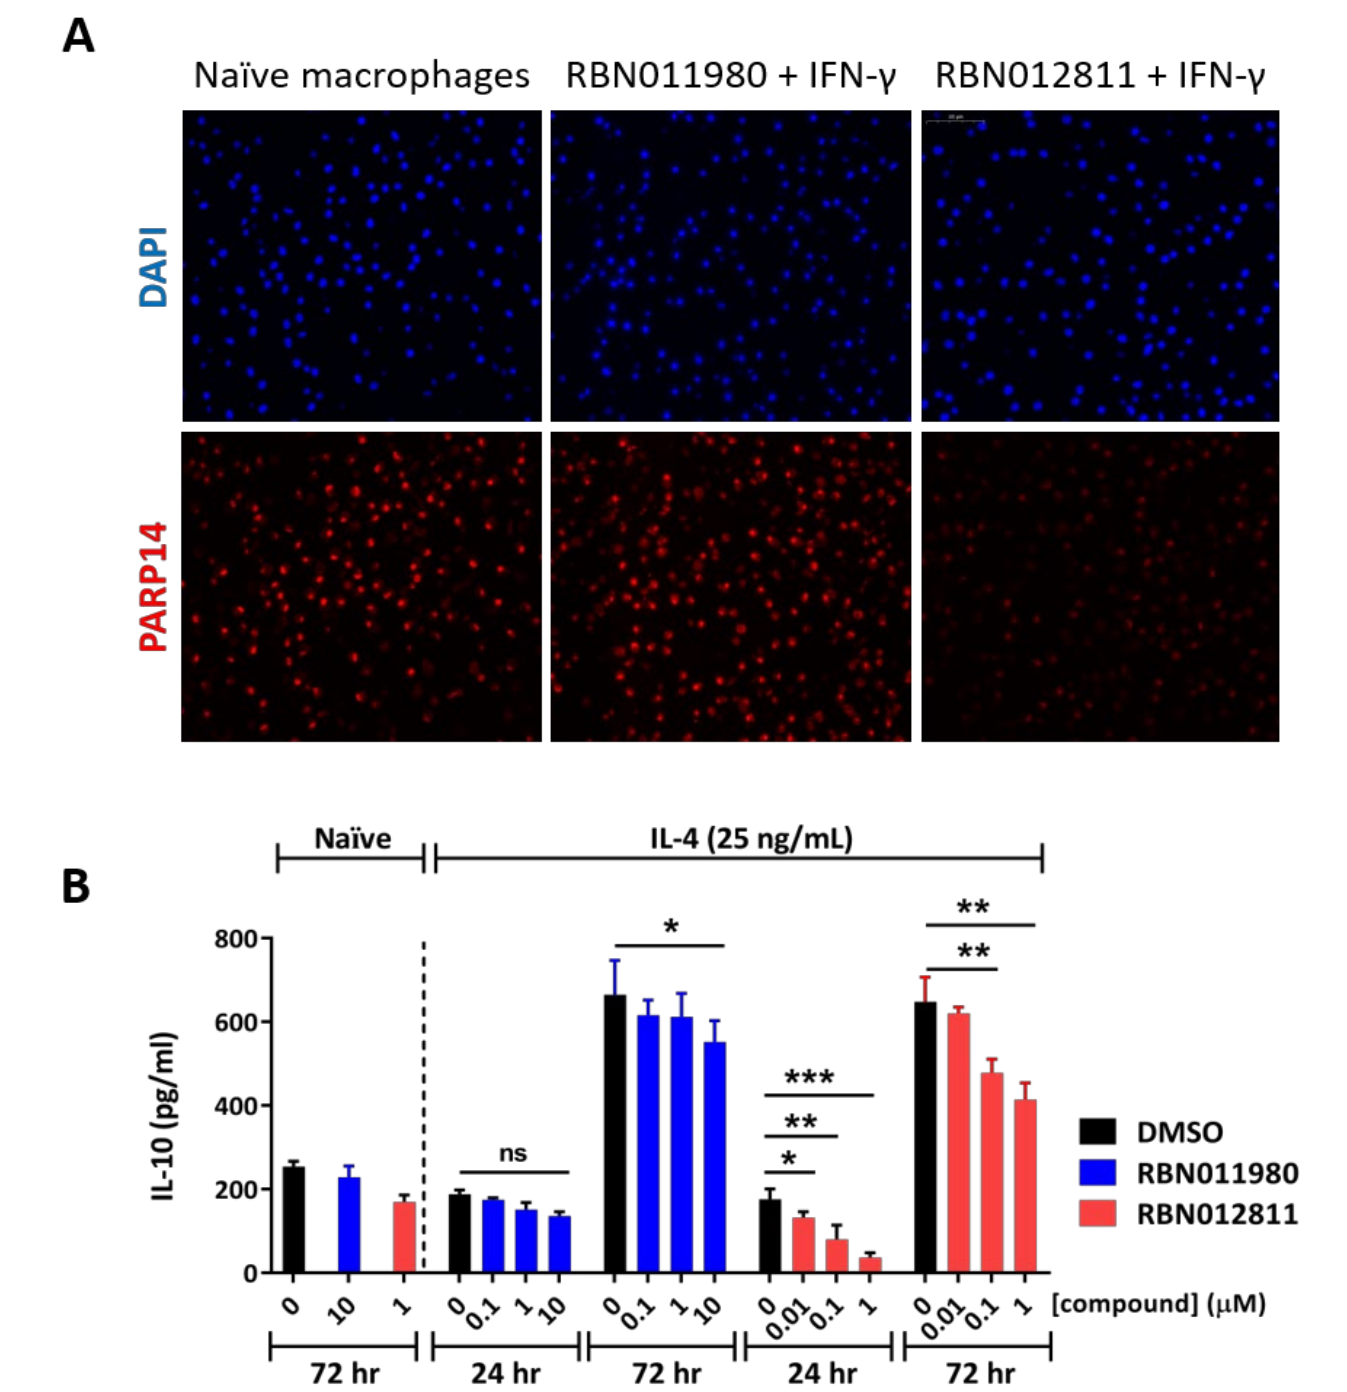 A
Naïve macrophages RBN011980 + IFN-γ RBN012811 + IFN-γ
DAPI
PARP14
Naïve IL-4 (25 ng/mL)
B
IL-10 (pg/ml)
800
600
400
200
0
ns
*
*
**
***
**
**
DMSO
RBN011980
RBN012811
0 10 1 0 0.1 1 10 0 0.1 1 10 0 0.01 0.1 1 0 0.01 0.1 1 [compound] (μM)
72 hr 24 hr 72 hr 24 hr 72 hr